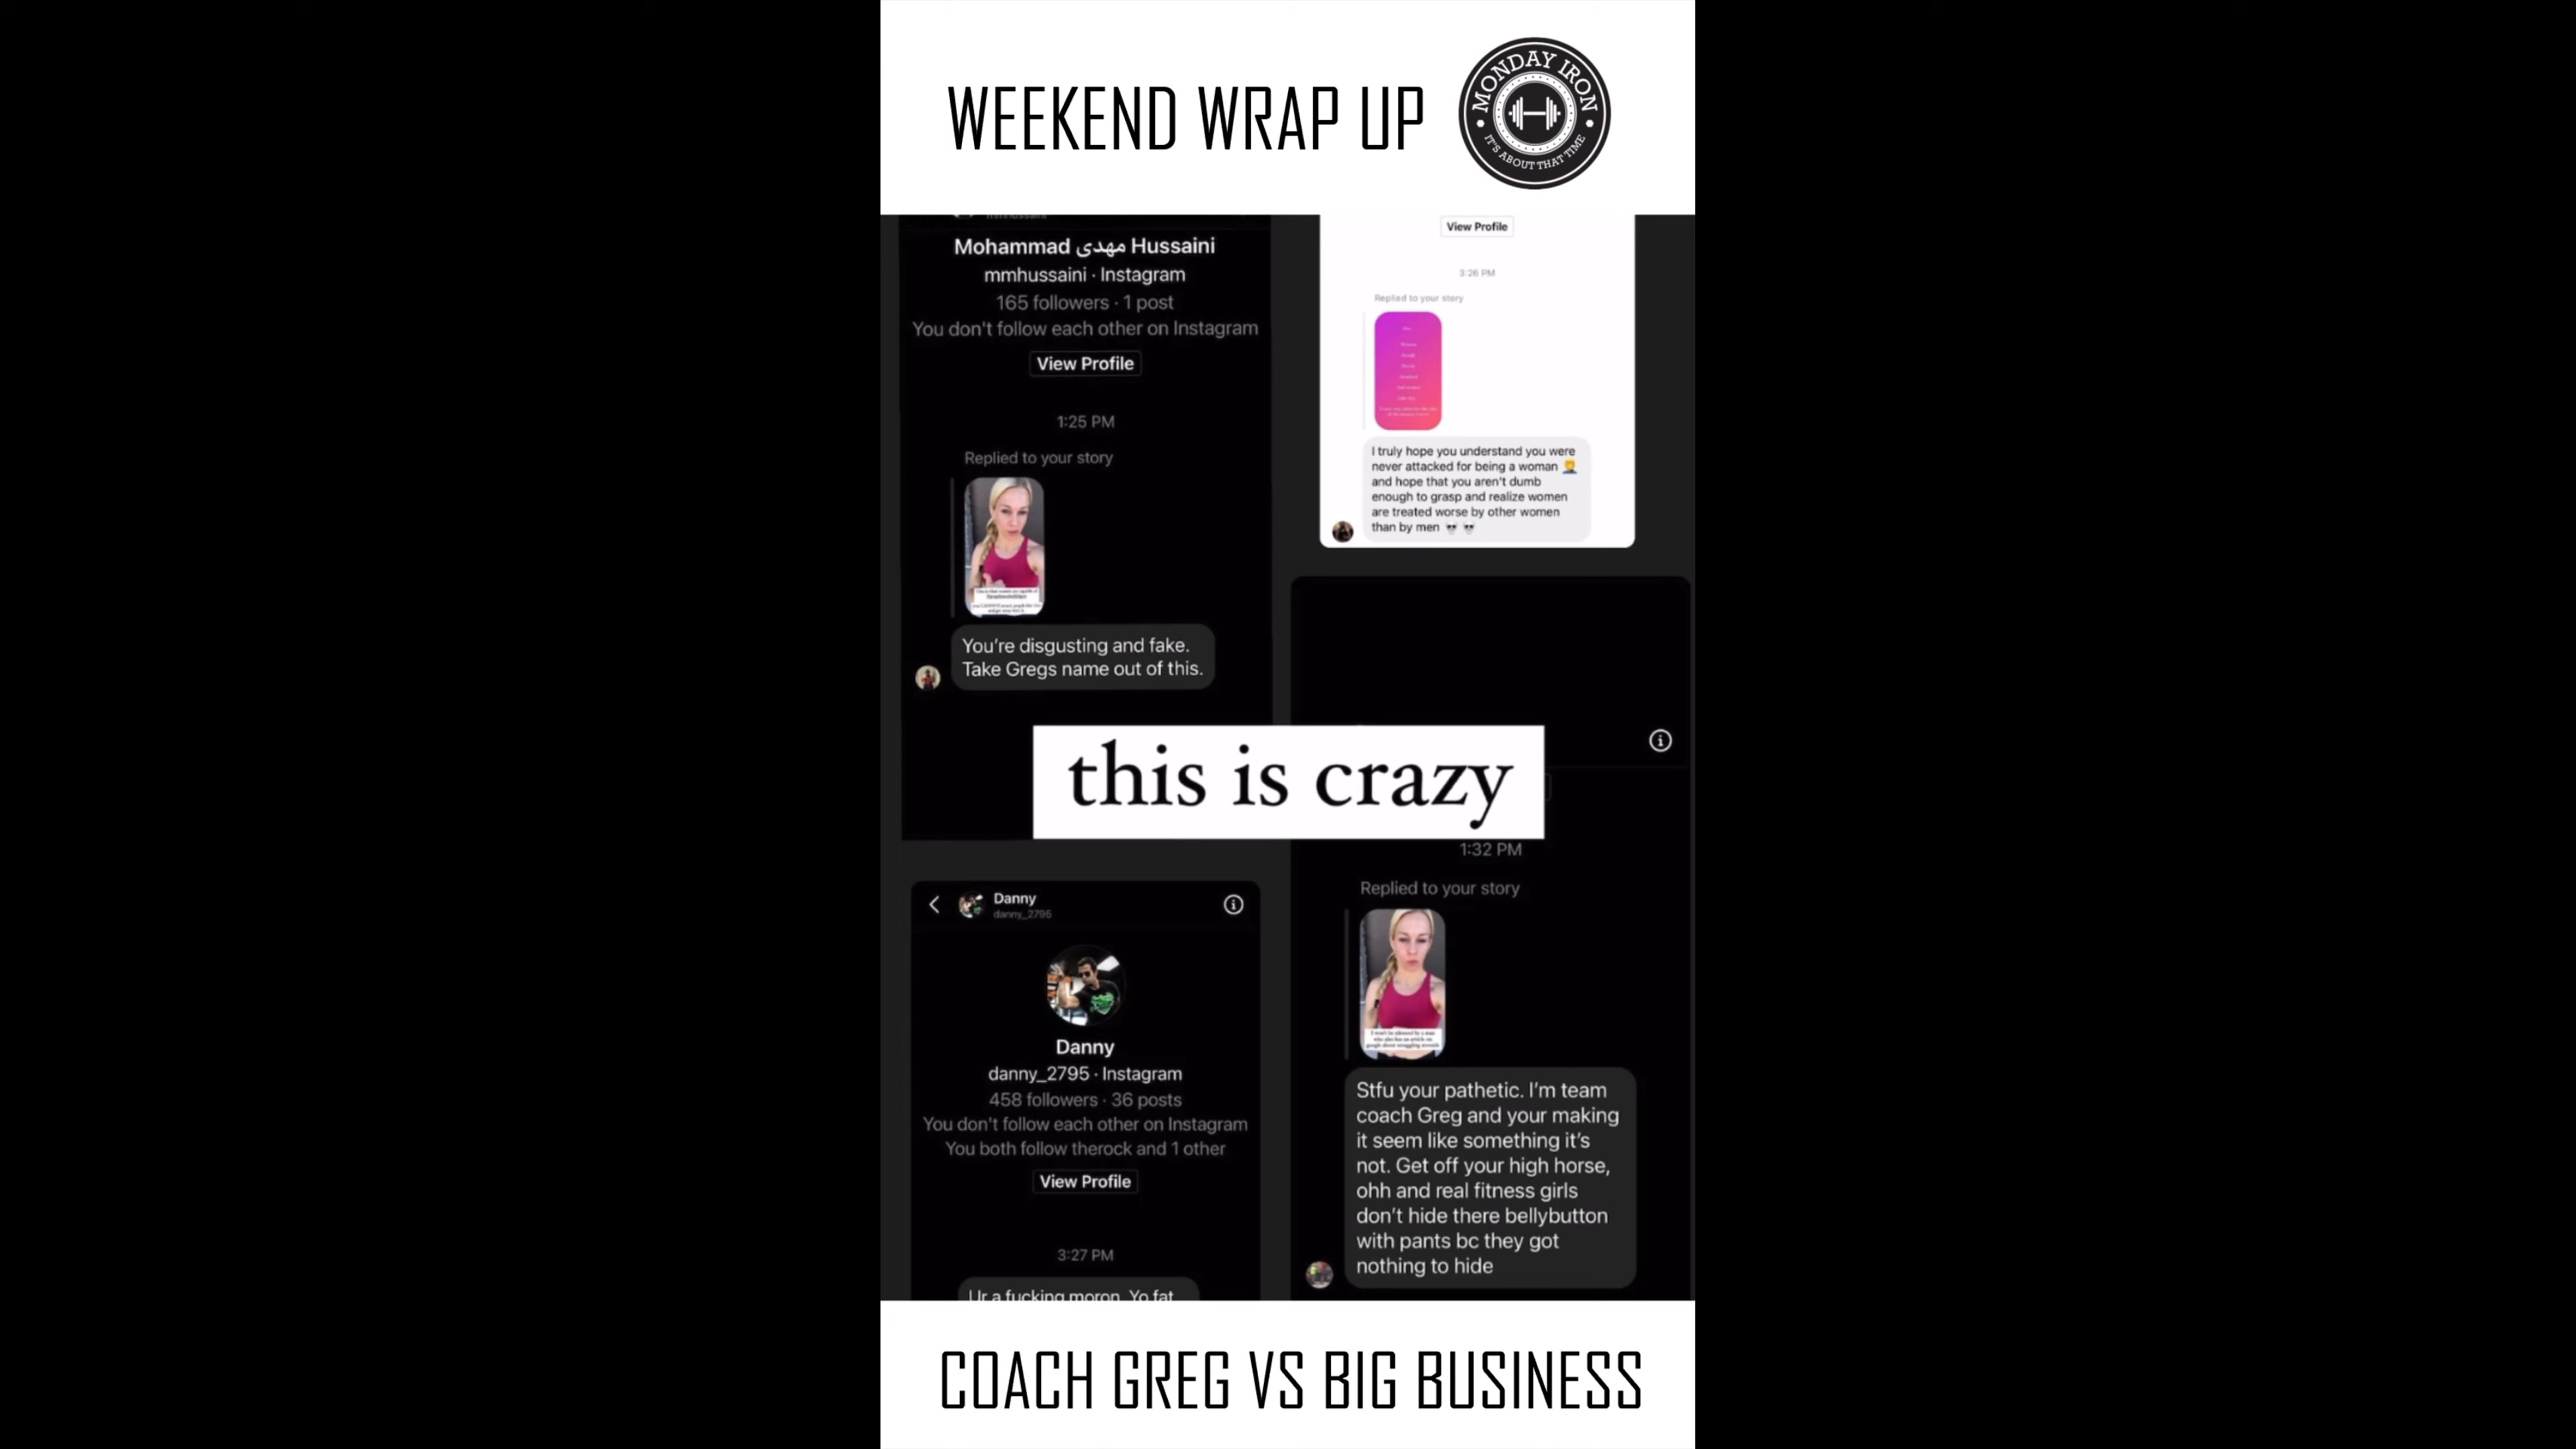 WEEKEND WRAP UP
MONDAY IRON
IT'S ABOUT THAT TIME
Mohammad مهدی Hussaini
mmhussaini · Instagram
165 followers · 1 post
You don't follow each other on Instagram
View Profile
1:25 PM
Replied to your story
You're disgusting and fake.
Take Gregs name out of this.
View Profile
3:26 PM
Replied to your story
I truly hope you understand you were
never attacked for being a woman 🤦
and hope that you aren't dumb
enough to grasp and realize women
are treated worse by other women
than by men ☠️ ☠️
this is crazy
Danny
danny_2795
Danny
danny_2795 · Instagram
458 followers · 36 posts
You don't follow each other on Instagram
You both follow therock and 1 other
View Profile
3:27 PM
Ur a fucking moron. Yo fat
1:32 PM
Replied to your story
Stfu your pathetic. I'm team
coach Greg and your making
it seem like something it's
not. Get off your high horse,
ohh and real fitness girls
don't hide there bellybutton
with pants bc they got
nothing to hide
COACH GREG VS BIG BUSINESS